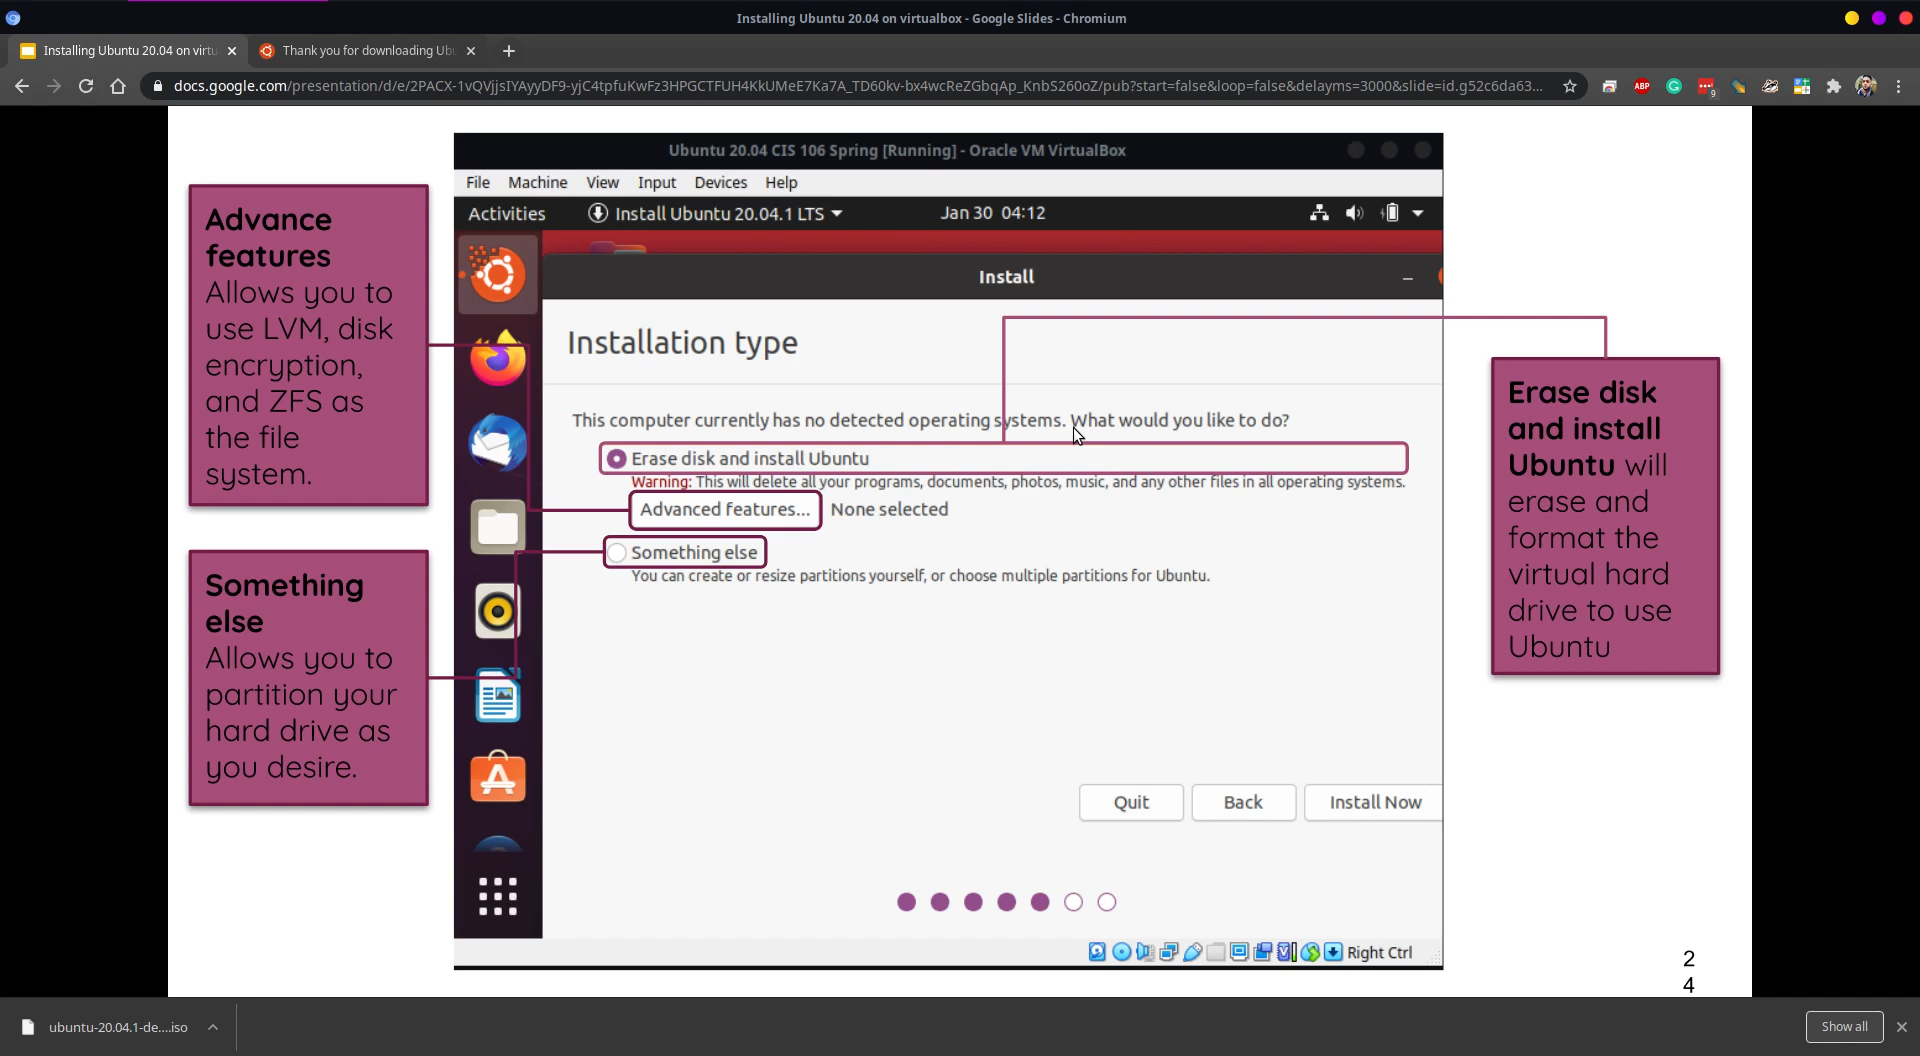 Installing Ubuntu 20.04 on virtualbox - Google Slides - Chromium
Installing Ubuntu 20.04 on virtu
Thank you for downloading Ubu
docs.google.com/presentation/d/e/2PACX-1vQVjjsIYAyyDF9-yjC4tpfuKwFz3HPGCTFUH4KkUMeE7Ka7A_TD60kv-bx4wcReZGbqAp_KnbS260oZ/pub?start=false&loop=false&delayms=3000&slide=id.g52c6da63...
ABP
9
Ubuntu 20.04 CIS 106 Spring [Running] - Oracle VM VirtualBox
File Machine View Input Devices Help
Activities
Install Ubuntu 20.04.1 LTS
Jan 30 04:12
Install
Installation type
This computer currently has no detected operating systems. What would you like to do?
Erase disk and install Ubuntu
Warning: This will delete all your programs, documents, photos, music, and any other files in all operating systems.
Advanced features...
None selected
Something else
You can create or resize partitions yourself, or choose multiple partitions for Ubuntu.
Quit
Back
Install Now
Right Ctrl
Advance
features
Allows you to
use LVM, disk
encryption,
and ZFS as
the file
system.
Something
else
Allows you to
partition your
hard drive as
you desire.
Erase disk
and install
Ubuntu will
erase and
format the
virtual hard
drive to use
Ubuntu
2
4
ubuntu-20.04.1-de....iso
Show all